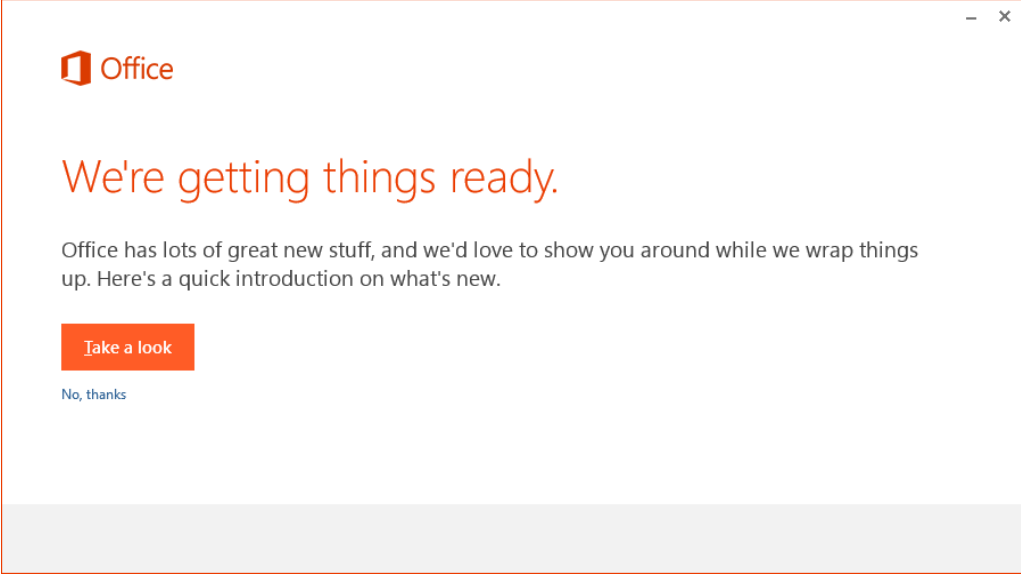 Office
We're getting things ready.
Office has lots of great new stuff, and we'd love to show you around while we wrap things
up. Here's a quick introduction on what's new.
Take a look
No, thanks